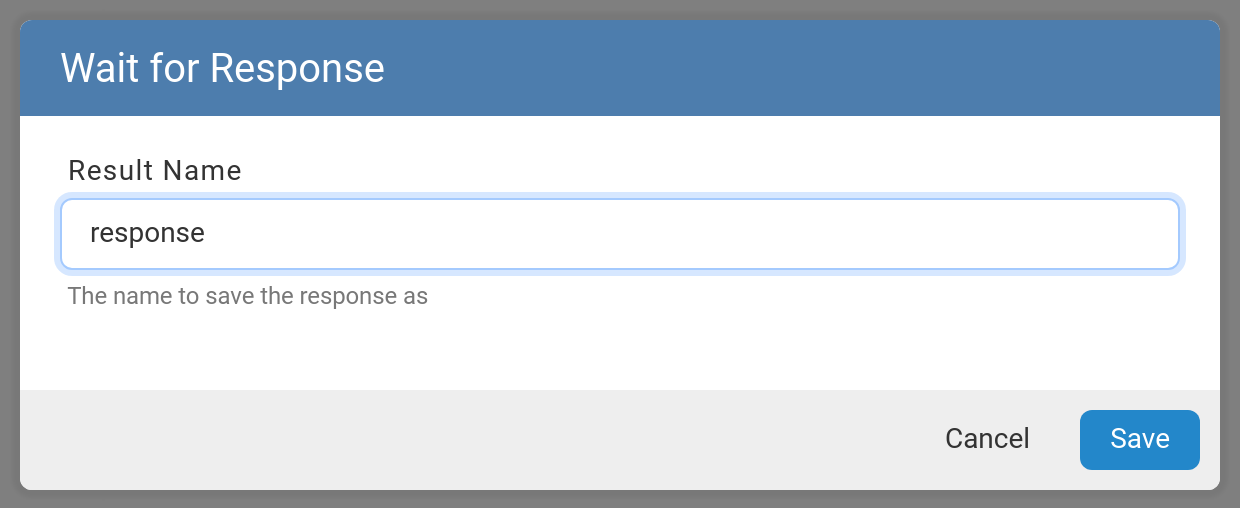 Wait for Response
Result Name
response
The name to save the response as
Cancel Save